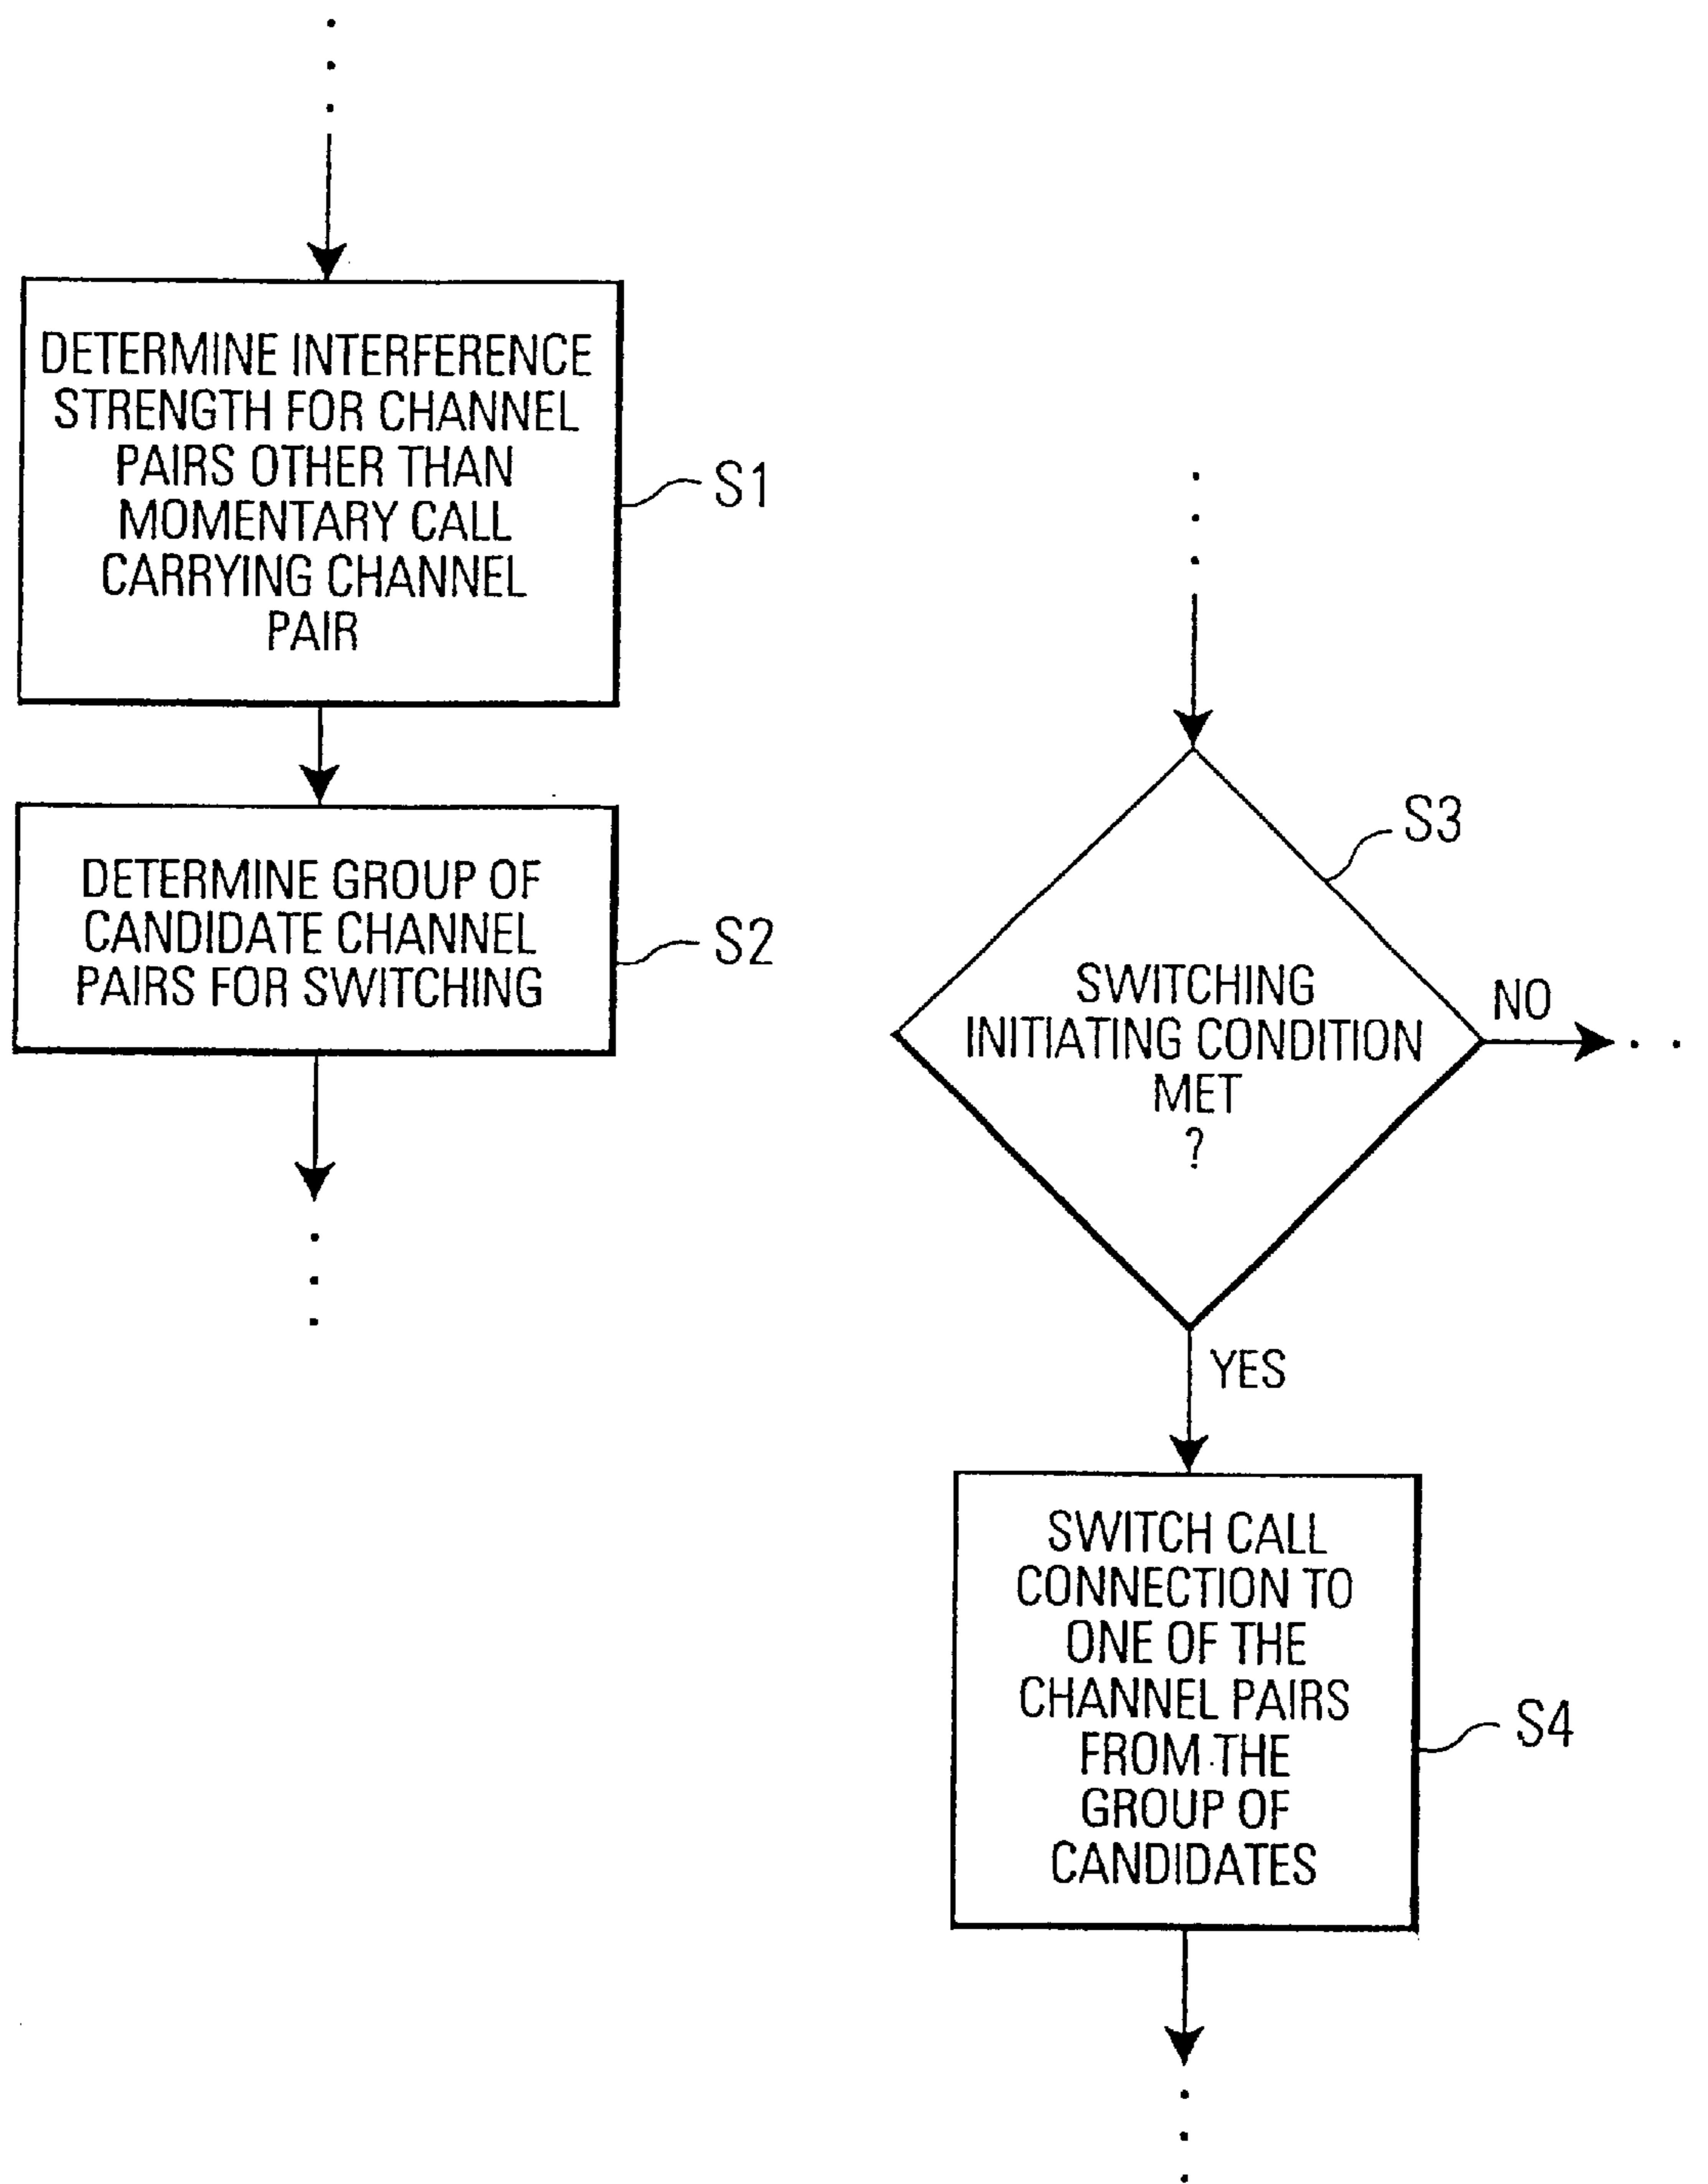 DETERMINE INTERFERENCE
STRENGTH FOR CHANNEL
PAIRS OTHER THAN
MOMENTARY CALL
CARRYING CHANNEL
PAIR
S1
DETERMINE GROUP OF
CANDIDATE CHANNEL
PAIRS FOR SWITCHING
S2
S3
SWITCHING
INITIATING CONDITION
MET
?
NO
YES
SWITCH CALL
CONNECTION TO
ONE OF THE
CHANNEL PAIRS
FROM THE
GROUP OF
CANDIDATES
S4